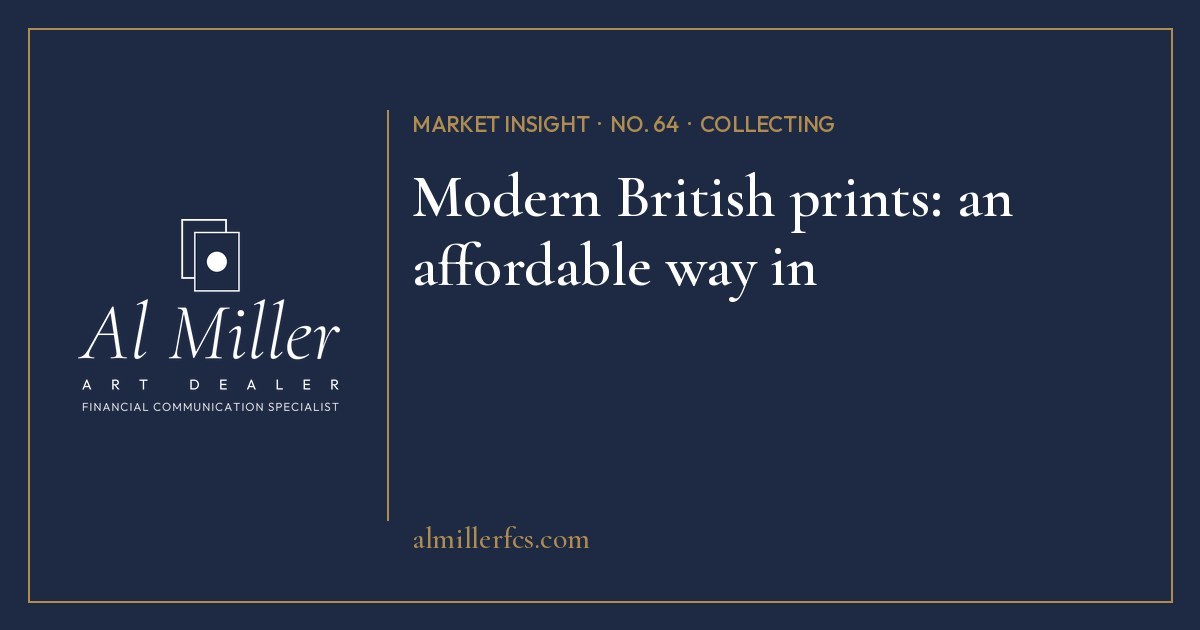 Al Miller
ART DEALER
FINANCIAL COMMUNICATION SPECIALIST
MARKET INSIGHT · NO. 64 · COLLECTING
Modern British prints: an
affordable way in
almillerfcs.com